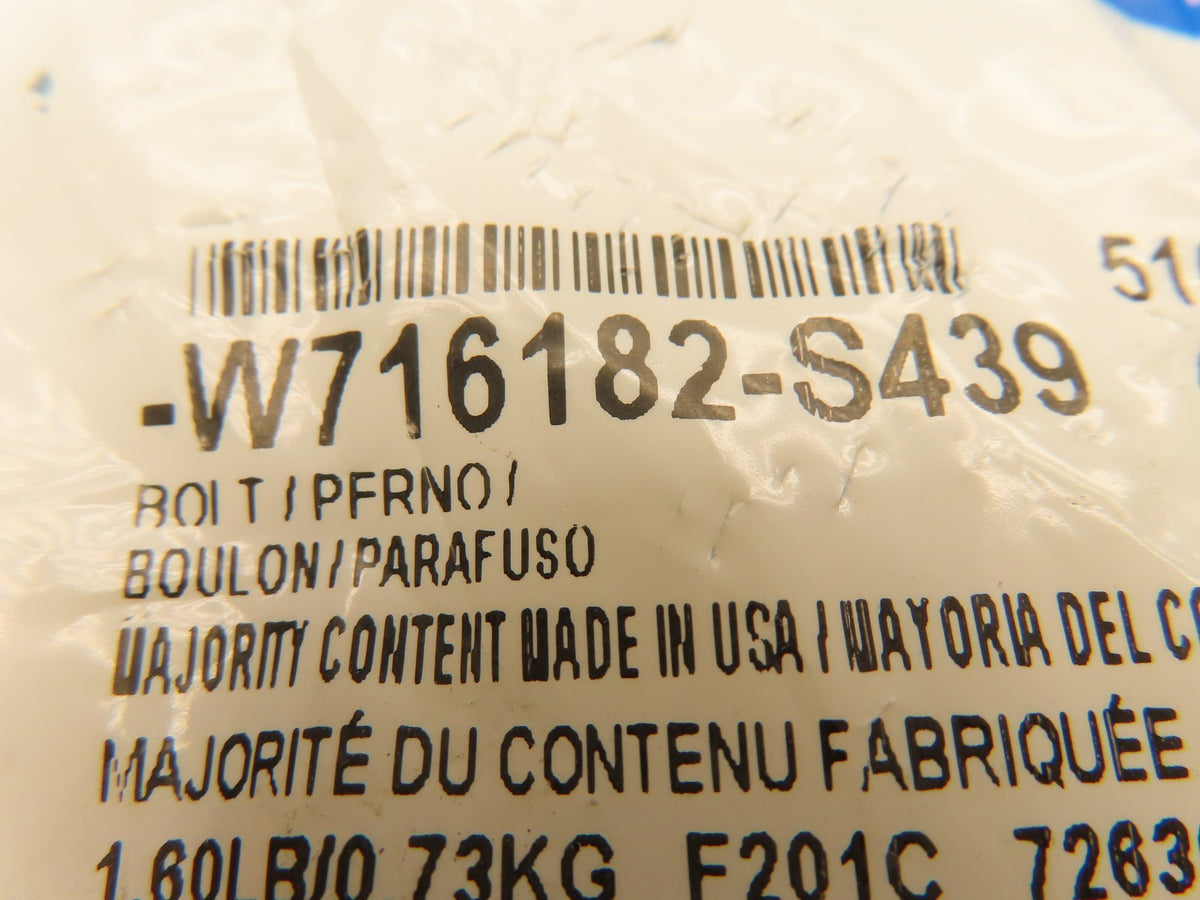 -W716182-S439
BOLT / PERNO /
BOULON / PARAFUSO
MAJORITY CONTENT MADE IN USA / MAYORIA DEL
MAJORITÉ DU CONTENU FABRIQUÉE
1.60LB/0.73KG F201C